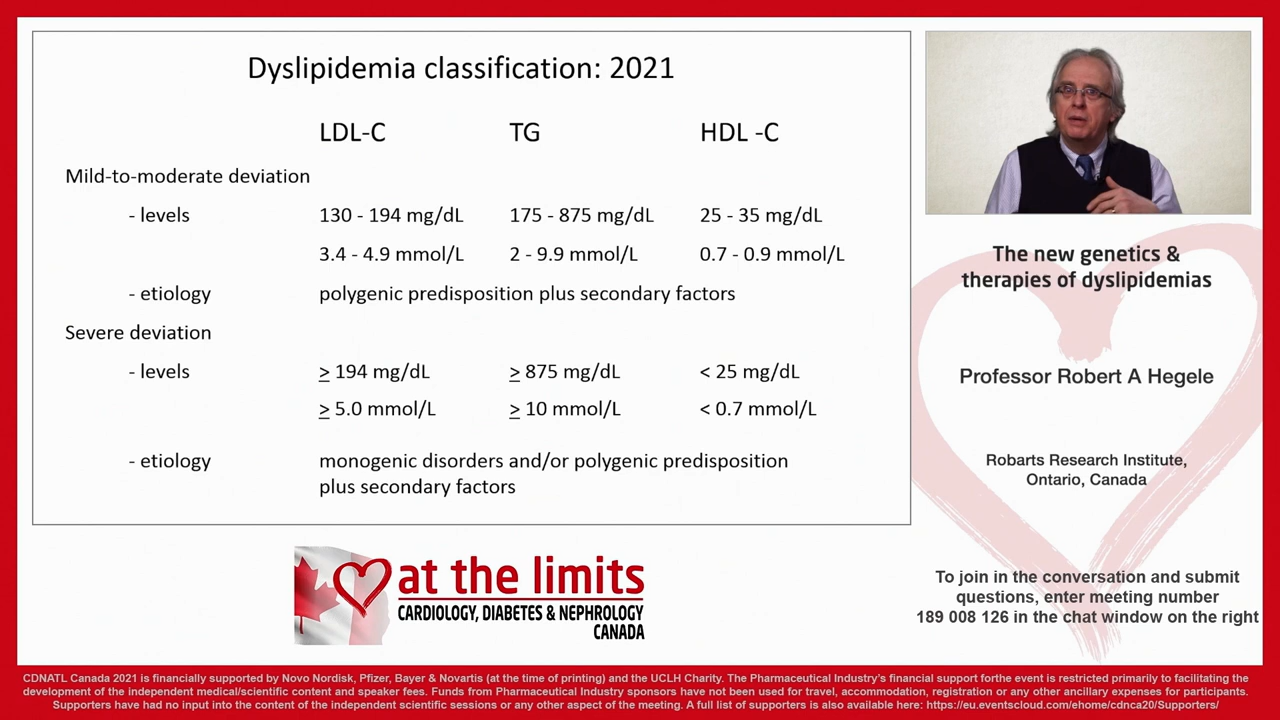 Dyslipidemia classification: 2021
LDL-C TG HDL -C
Mild-to-moderate deviation
- levels 130 - 194 mg/dL 175 - 875 mg/dL 25 - 35 mg/dL
3.4 - 4.9 mmol/L 2 - 9.9 mmol/L 0.7 - 0.9 mmol/L
- etiology polygenic predisposition plus secondary factors
Severe deviation
- levels ≥ 194 mg/dL ≥ 875 mg/dL < 25 mg/dL
≥ 5.0 mmol/L ≥ 10 mmol/L < 0.7 mmol/L
- etiology monogenic disorders and/or polygenic predisposition
plus secondary factors
The new genetics &
therapies of dyslipidemias
Professor Robert A Hegele
Robarts Research Institute,
Ontario, Canada
To join in the conversation and submit
questions, enter meeting number
189 008 126 in the chat window on the right
at the limits
CARDIOLOGY, DIABETES & NEPHROLOGY
CANADA
CDNATL Canada 2021 is financially supported by Novo Nordisk, Pfizer, Bayer & Novartis (at the time of printing) and the UCLH Charity. The Pharmaceutical Industry's financial support forthe event is restricted primarily to facilitating the
development of the independent medical/scientific content and speaker fees. Funds from Pharmaceutical Industry sponsors have not been used for travel, accommodation, registration or any other ancillary expenses for participants.
Supporters have had no input into the content of the independent scientific sessions or any other aspect of the meeting. A full list of supporters is also available here: https://eu.eventscloud.com/ehome/cdnca20/Supporters/